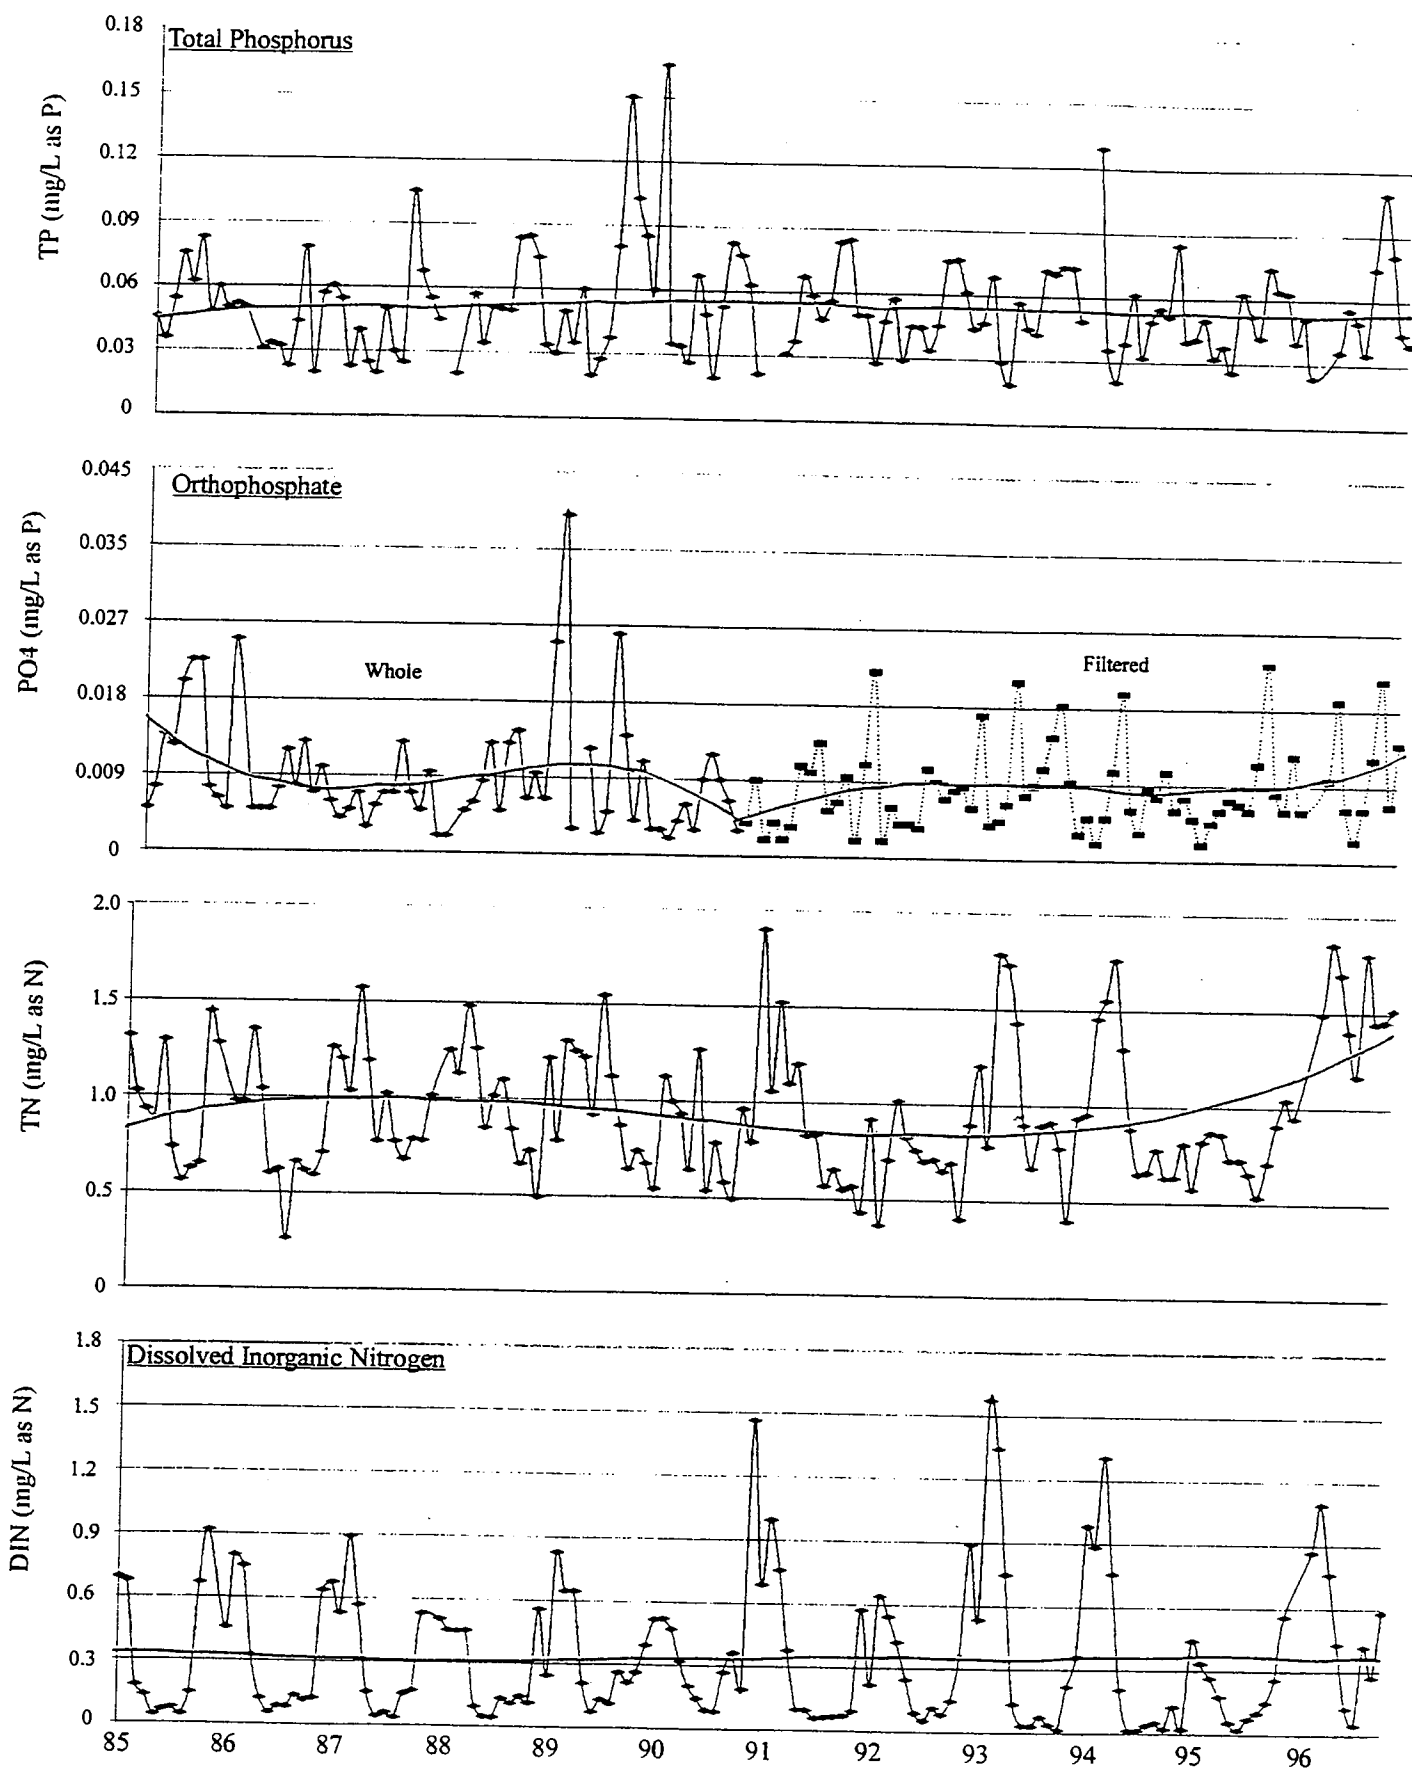 0.18
Total Phosphorus
0.15
0.12
0.09
0.06
0.03
0
TP (mg/L as P)
0.045
Orthophosphate
0.035
0.027
0.018
0.009
0
PO4 (mg/L as P)
Whole
Filtered
2.0
1.5
1.0
0.5
0
TN (mg/L as N)
1.8
Dissolved Inorganic Nitrogen
1.5
1.2
0.9
0.6
0.3
0
DIN (mg/L as N)
85 86 87 88 89 90 91 92 93 94 95 96